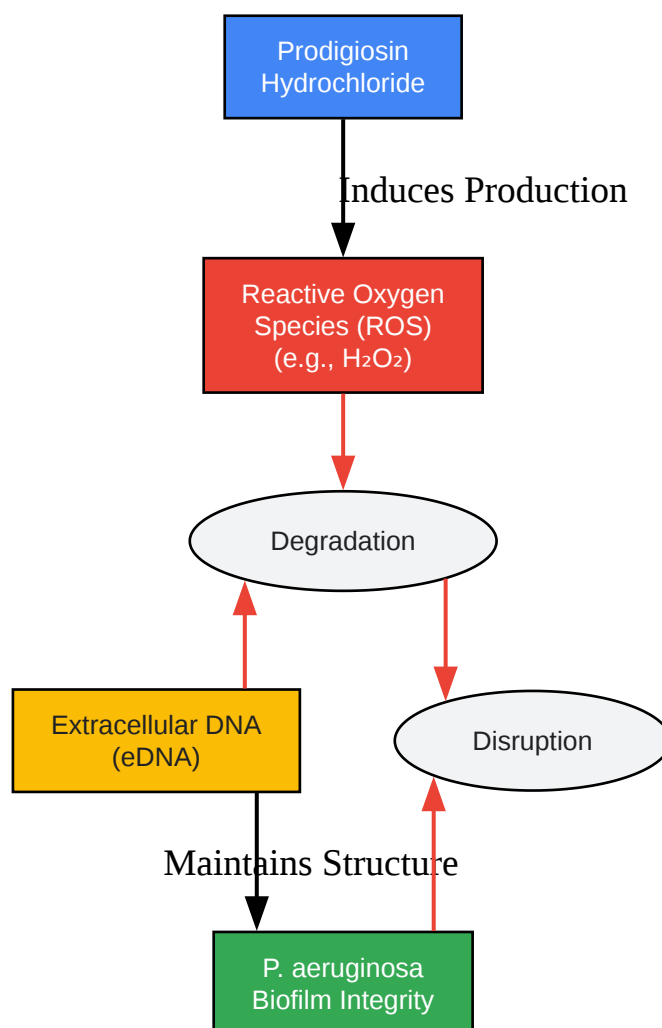 Prodigiosin
Hydrochloride
Induces Production
Reactive Oxygen
Species (ROS)
(e.g., H₂O₂)
Degradation
Extracellular DNA
(eDNA)
Disruption
Maintains Structure
P. aeruginosa
Biofilm Integrity